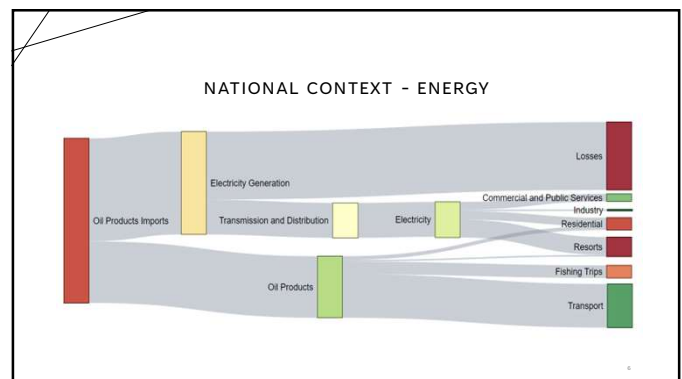 NATIONAL CONTEXT - ENERGY
Losses
Electricity Generation
Commercial and Public Services
Industry
Oil Products Imports
Transmission and Distribution
Electricity
Residential
Resorts
Fishing Trips
Oil Products
Transport
6